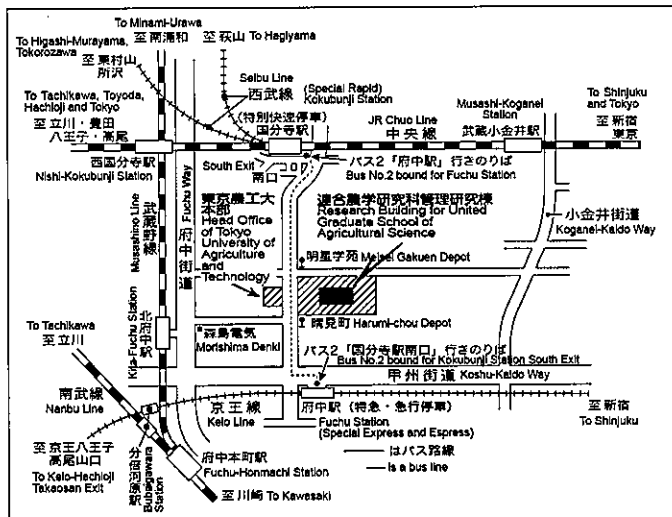 To Minami-Urawa
至南浦和
至萩山 To Hagiyama
To Higashi-Murayama,
Tokorozawa
至東村山
所沢
Seibu Line
西武線
(Special Rapid)
Kokubunji Station
(特別快速停車)
国分寺駅
To Tachikawa, Toyoda,
Hachioji and Tokyo
至立川・豊田
八王子・高尾
JR Chuo Line
中央線
Musashi-Koganei
Station
武蔵小金井駅
To Shinjuku
and Tokyo
至新宿
東京
西国分寺駅
Nishi-Kokubunji Station
South Exit
南口
バス2「府中駅」行きのりば
Bus No.2 bound for Fuchu Station
Musashino Line
武蔵野線
Fuchu Way
府中街道
東京農工大
本部
Head Office
of Tokyo
University of
Agriculture
and
Technology
連合農学研究科管理研究棟
Research Building for United
Graduate School of
Agricultural Science
小金井街道
Koganei-Kaido Way
明星学苑 Meisei Gakuen Depot
Kita-Fuchu Station
北府中駅
森島電気
Morishima Denki
晴見町 Harumi-chou Depot
バス2「国分寺駅南口」行きのりば
Bus No.2 bound for Kokubunji Station South Exit
甲州街道 Koshu-Kaido Way
To Tachikawa
至立川
南武線
Nanbu Line
京王線
Keio Line
府中駅(特急・急行停車)
Fuchu Station
(Special Express and Espress)
至新宿
To Shinjuku
至京王八王子
高尾山口
To Keio-Hachioji
Takaosan Exit
分倍河原駅
Bubaigawara
Station
府中本町駅
Fuchu-Honmachi Station
至川崎 To Kawasaki
はバス路線
Is a bus line